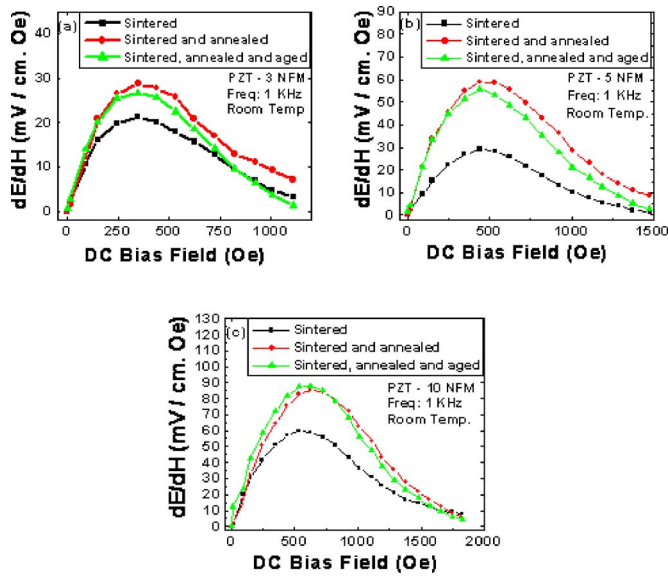 (a)
Sintered
Sintered and annealed
Sintered, annealed and aged
PZT - 3 NFM
Freq: 1 KHz
Room Temp.
40
30
20
10
0
0 250 500 750 1000
dE/dH (mV / cm. Oe)
DC Bias Field (Oe)
(b)
Sintered
Sintered and annealed
Sintered, annealed and aged
PZT - 5 NFM
Freq: 1 KHz
Room Temp.
90
80
70
60
50
40
30
20
10
0
0 500 1000 1500
dE/dH (mV / cm. Oe)
DC Bias Field (Oe)
(c)
Sintered
Sintered and annealed
Sintered, annealed and aged
PZT - 10 NFM
Freq: 1 KHz
Room Temp.
130
120
110
100
90
80
70
60
50
40
30
20
10
0
0 500 1000 1500 2000
dE/dH (mV / cm. Oe)
DC Bias Field (Oe)